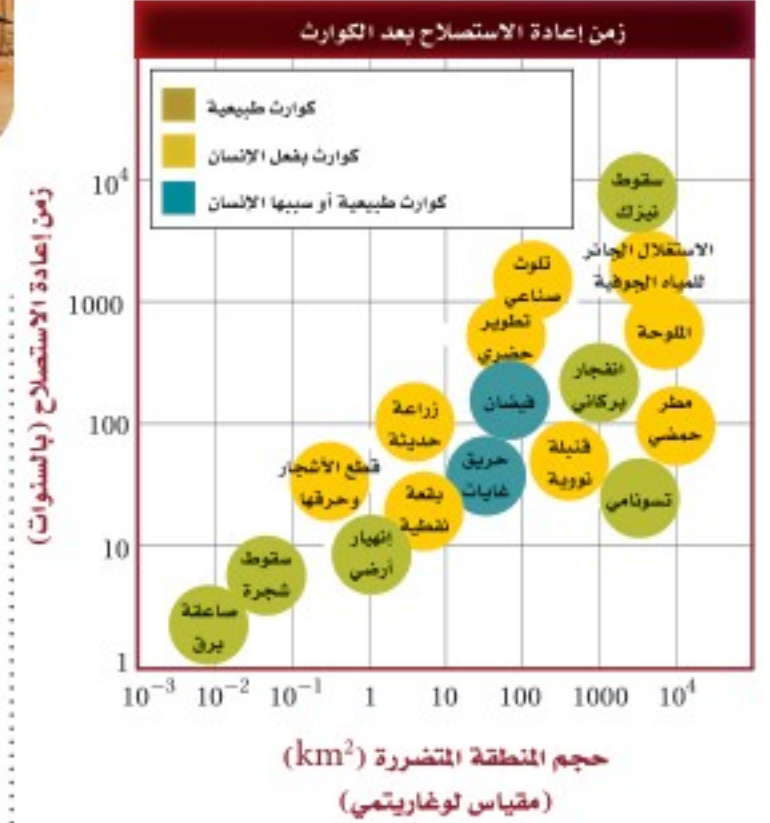 زمن إعادة الاستصلاح بعد الكوارث
كوارث طبيعية
كوارث بفعل الإنسان
كوارث طبيعية أو سببها الإنسان
زمن إعادة الاستصلاح (بالسنوات)
10⁴
1000
100
10
1
سقوط
نيزك
الاستغلال الجائر
للمياه الجوفية
تلوث
صناعي
تطوير
حضري
الملوحة
انفجار
بركاني
فيضان
زراعة
حديثة
مطر
حمضي
قنبلة
نووية
حريق
غابات
قطع الأشجار
وحرقها
بقعة
نفطية
تسونامي
إنهيار
أرضي
سقوط
شجرة
صاعقة
برق
10⁻³ 10⁻² 10⁻¹ 1 10 100 1000 10⁴
حجم المنطقة المتضررة (km²)
(مقياس لوغاريتمي)